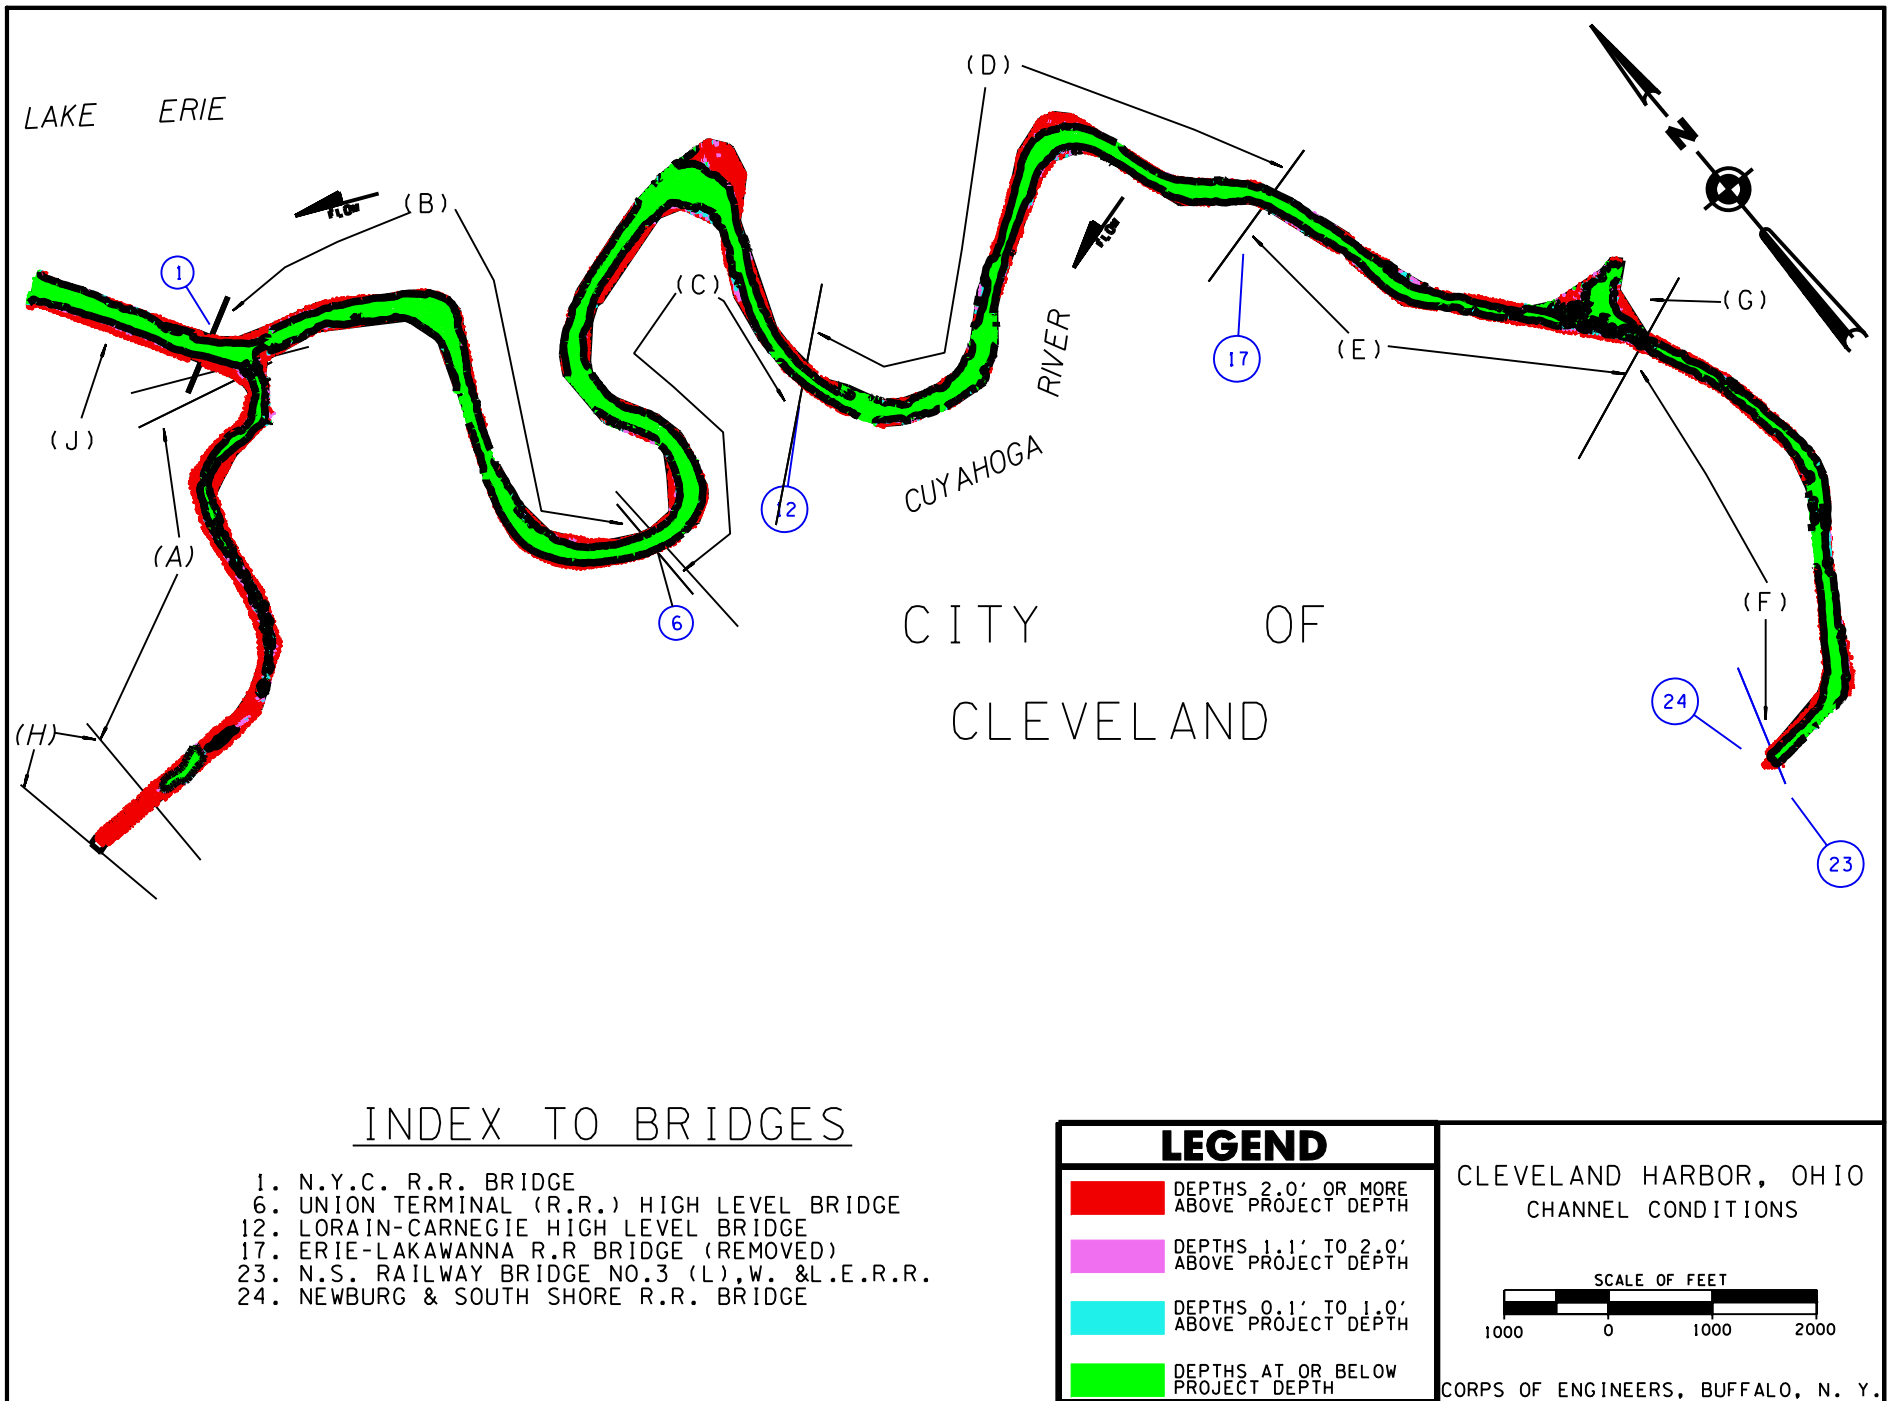 (D)
LAKE ERIE
N
FLOW
(B)
FLOW
1
(C)
(G)
RIVER
(E)
17
(J)
CUYAHOGA
12
(A)
(F)
CITY OF
6
24
CLEVELAND
(H)
23
INDEX TO BRIDGES
1. N.Y.C. R.R. BRIDGE
6. UNION TERMINAL (R.R.) HIGH LEVEL BRIDGE
12. LORAIN-CARNEGIE HIGH LEVEL BRIDGE
17. ERIE-LAKAWANNA R.R BRIDGE (REMOVED)
23. N.S. RAILWAY BRIDGE NO.3 (L),W. &L.E.R.R.
24. NEWBURG & SOUTH SHORE R.R. BRIDGE
LEGEND
DEPTHS 2.0' OR MORE
ABOVE PROJECT DEPTH
DEPTHS 1.1' TO 2.0'
ABOVE PROJECT DEPTH
DEPTHS 0.1' TO 1.0'
ABOVE PROJECT DEPTH
DEPTHS AT OR BELOW
PROJECT DEPTH
CLEVELAND HARBOR, OHIO
CHANNEL CONDITIONS
SCALE OF FEET
1000 0 1000 2000
CORPS OF ENGINEERS, BUFFALO, N. Y.